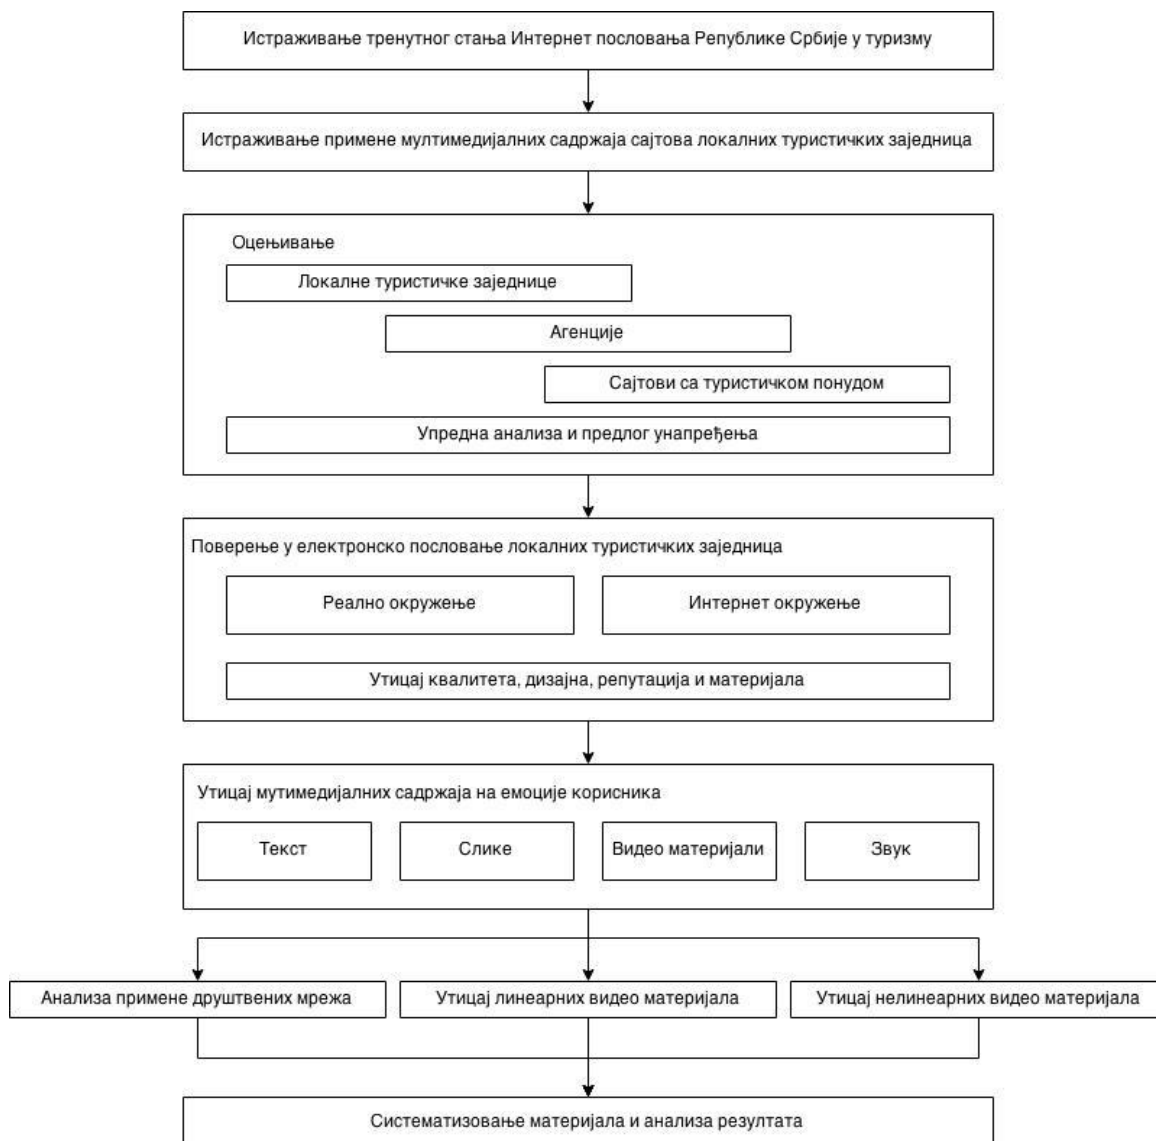 Истраживање тренутног стања Интернет пословања Републике Србије у туризму
Истраживање примене мултимедијалних садржаја сајтова локалних туристичких заједница
Оцењивање
Локалне туристичке заједнице
Агенције
Сајтови са туристичком понудом
Упредна анализа и предлог унапређења
Поверење у електронско пословање локалних туристичких заједница
Реално окружење
Интернет окружење
Утицај квалитета, дизајна, репутација и материјала
Утицај мутимедијалних садржаја на емоције корисника
Текст
Слике
Видео материјали
Звук
Анализа примене друштвених мрежа
Утицај линеарних видео материјала
Утицај нелинеарних видео материјала
Систематизовање материјала и анализа резултата